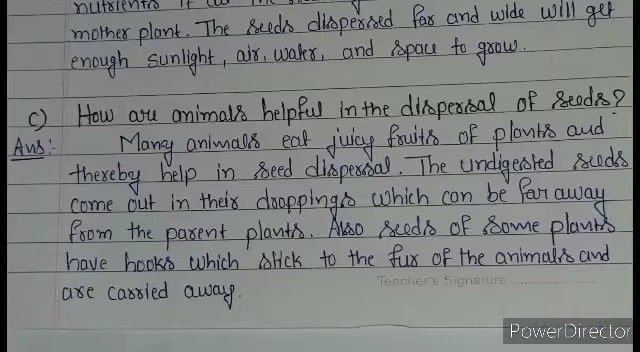 nutrients if all the
mother plant. The seeds dispersed far and wide will get
enough sunlight, air, water, and space to grow.
c) How are animals helpful in the dispersal of seeds?
Ans:- Many animals eat juicy fruits of plants and
thereby help in seed dispersal. The undigested seeds
come out in their droppings which can be far away
from the parent plants. Also seeds of some plants
have hooks which stick to the fur of the animals and
are carried away.
Teacher's Signature
PowerDirector